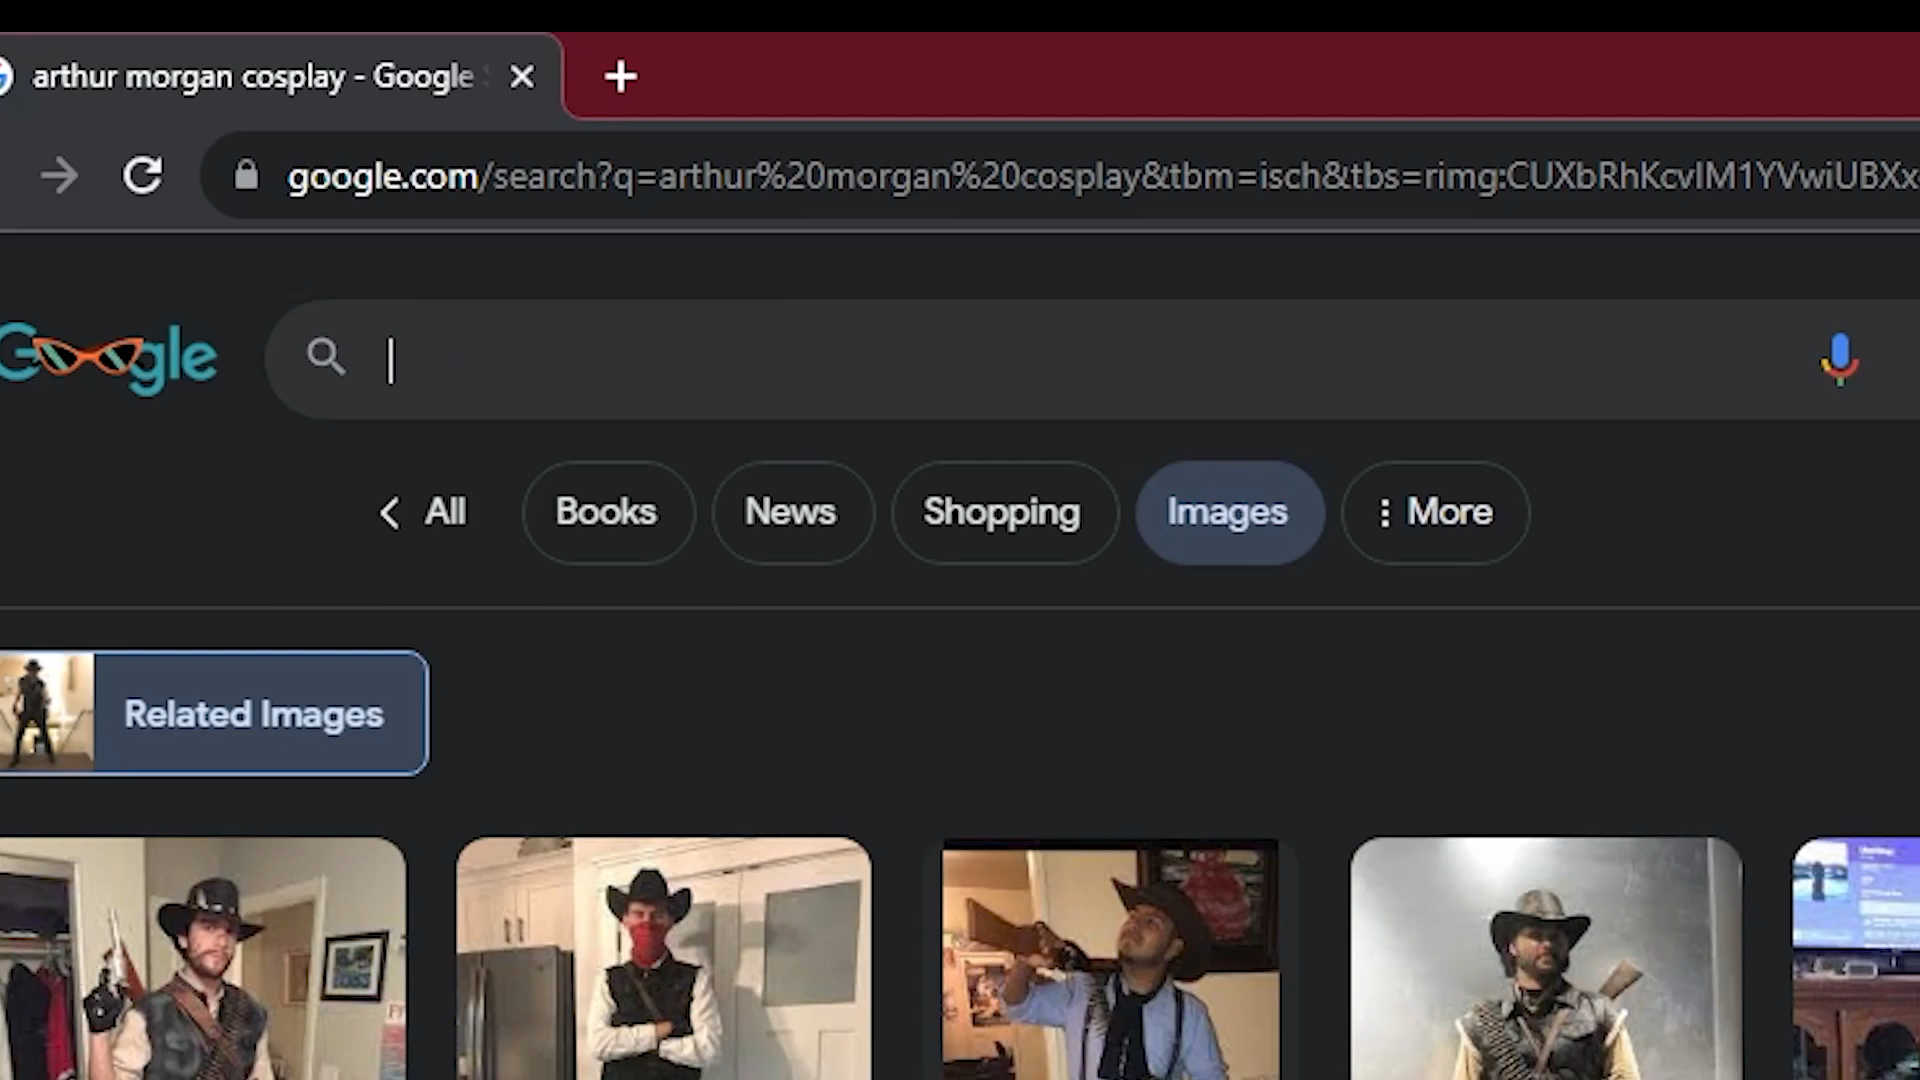 arthur morgan cosplay - Google
google.com/search?q=arthur%20morgan%20cosplay&tbm=isch&tbs=rimg:CUXbRhKcvIM1YVwiUBXx
Google
All Books News Shopping Images More
Related Images